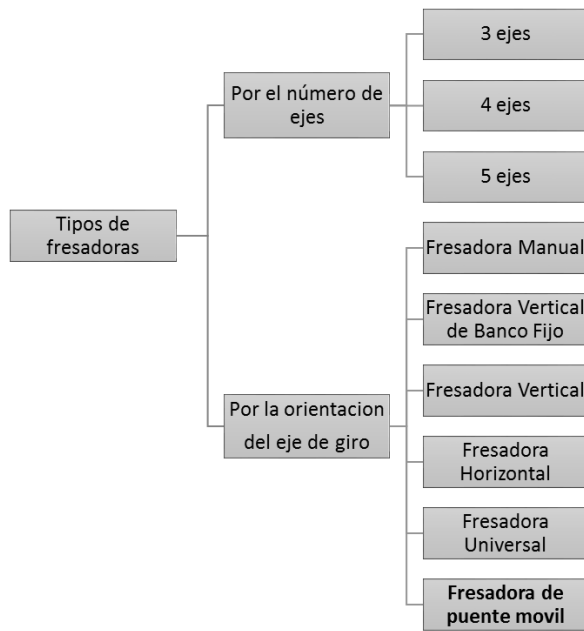 Tipos de
fresadoras
Por el número de
ejes
3 ejes
4 ejes
5 ejes
Por la orientacion
del eje de giro
Fresadora Manual
Fresadora Vertical
de Banco Fijo
Fresadora Vertical
Fresadora
Horizontal
Fresadora
Universal
Fresadora de
puente movil